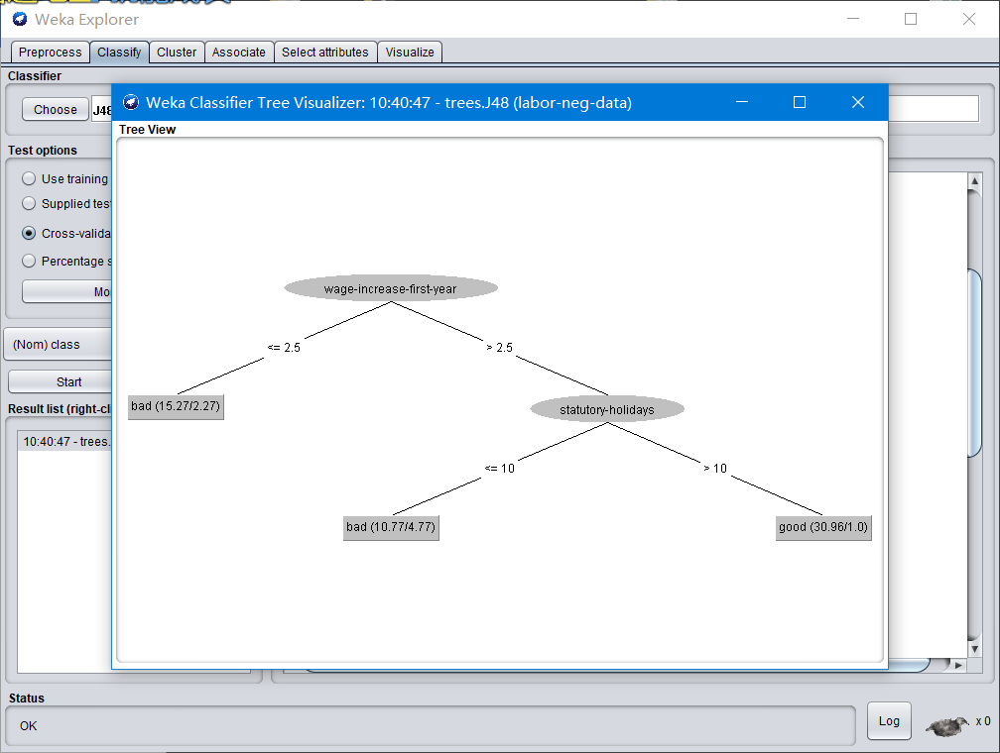 Weka Explorer
Preprocess Classify Cluster Associate Select attributes Visualize
Classifier
Choose J48
Weka Classifier Tree Visualizer: 10:40:47 - trees.J48 (labor-neg-data)
Tree View
Test options
Use training
Supplied test
Cross-valida
Percentage s
Mo
(Nom) class
Start
Result list (right-cl
10:40:47 - trees.
wage-increase-first-year
<= 2.5 > 2.5
bad (15.27/2.27) statutory-holidays
<= 10 > 10
bad (10.77/4.77) good (30.96/1.0)
Status
OK
Log x 0